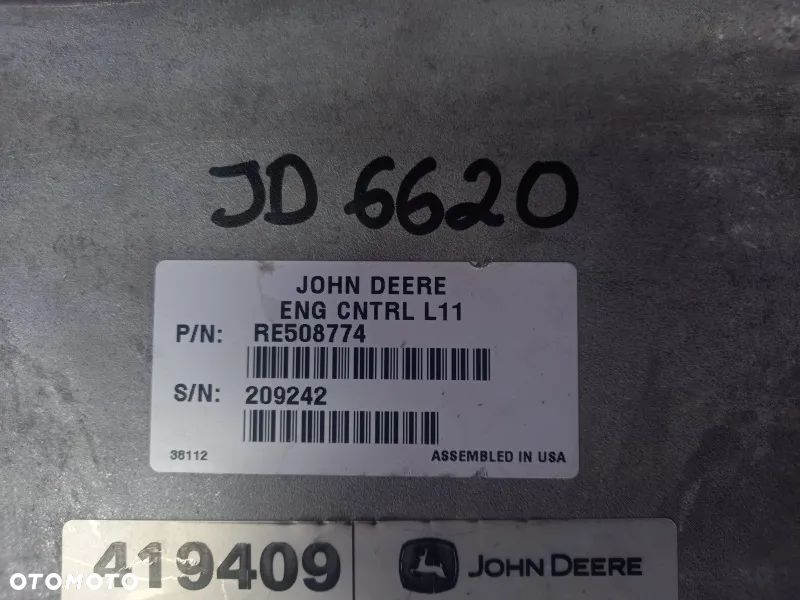 JD 6620
JOHN DEERE
ENG CNTRL L11
P/N: RE508774
S/N: 209242
38112 ASSEMBLED IN USA
419409 JOHN DEERE
OTOMOTO